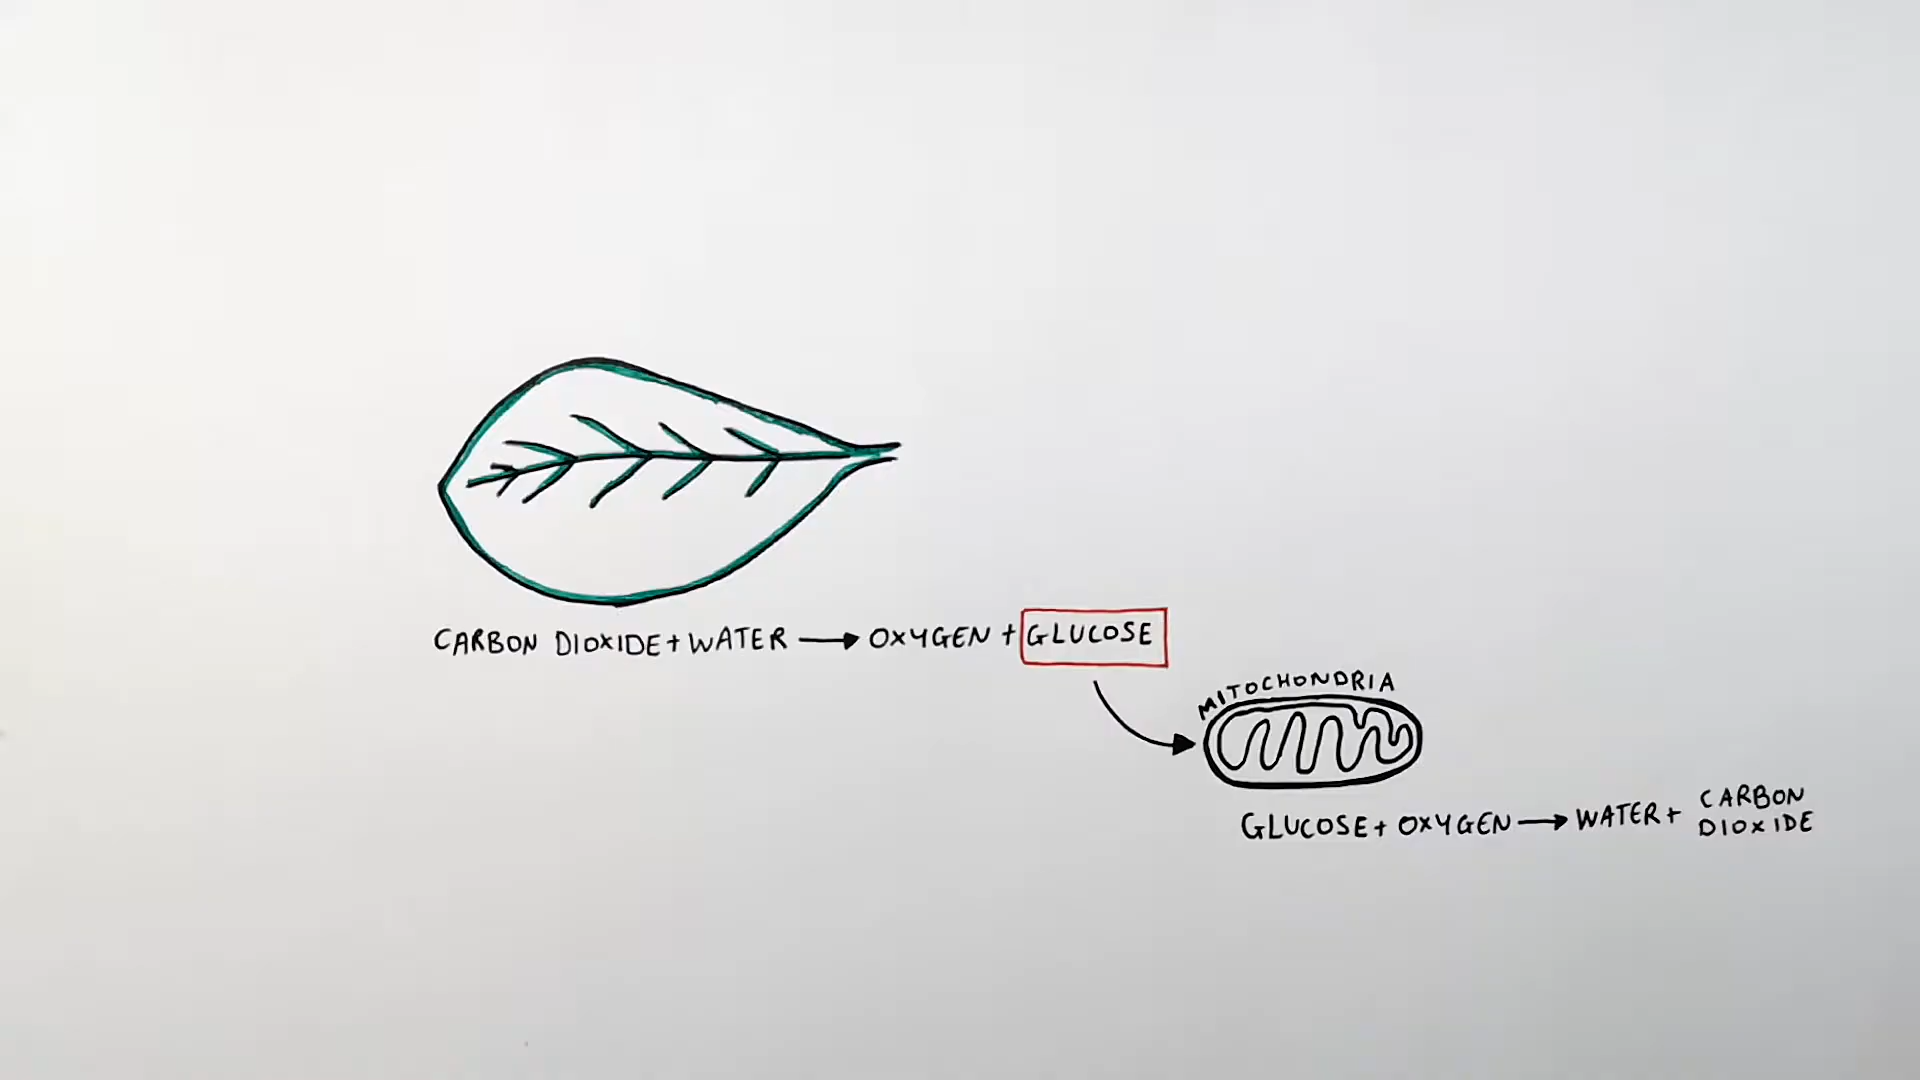 CARBON DIOXIDE + WATER → OXYGEN + GLUCOSE
MITOCHONDRIA
GLUCOSE + OXYGEN → WATER + CARBON
DIOXIDE